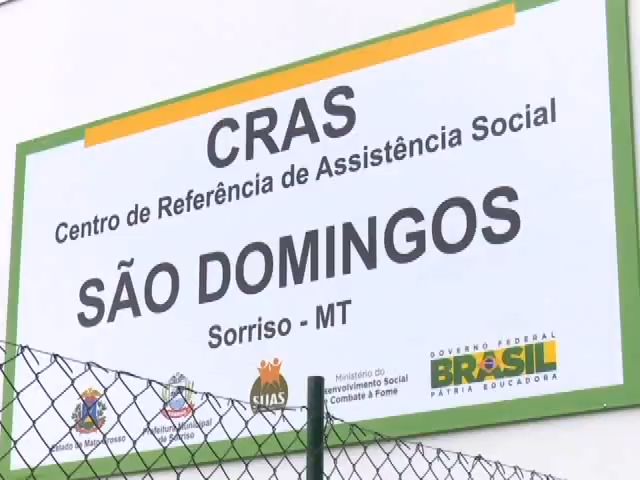 CRAS
Centro de Referência de Assistência Social
SÃO DOMINGOS
Sorriso - MT
Estado de Mato Grosso
Prefeitura Municipal
de Sorriso
SUAS
Ministério do
Desenvolvimento Social
e Combate à Fome
GOVERNO FEDERAL
BRASIL
PÁTRIA EDUCADORA